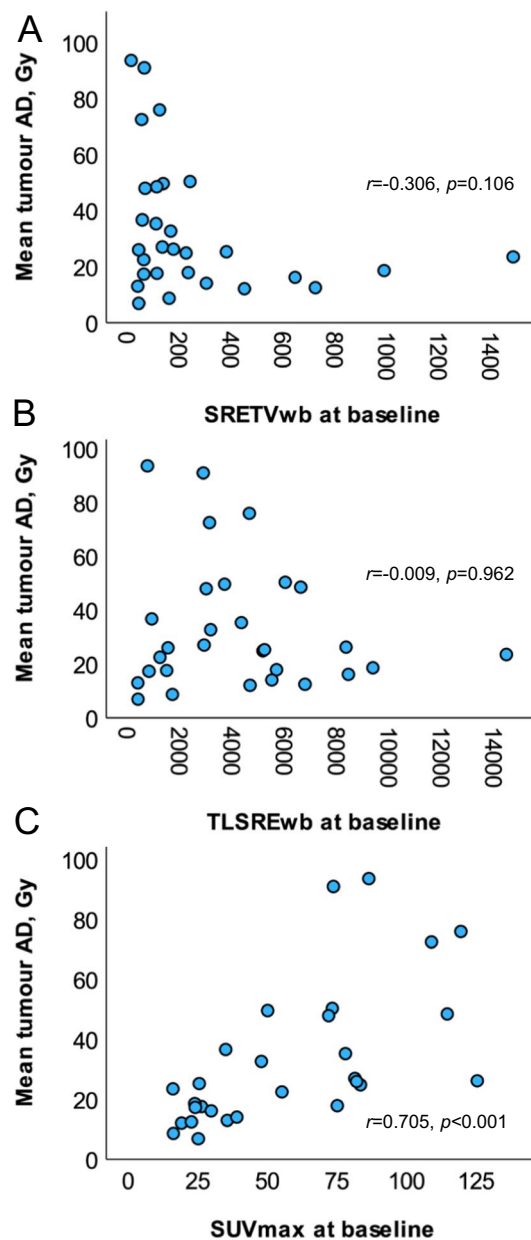 A
Mean tumour AD, Gy
100
80
60
40
20
0
r=-0.306, p=0.106
0 200 400 600 800 1000 1200 1400
SRETVwb at baseline
B
Mean tumour AD, Gy
100
80
60
40
20
0
r=-0.009, p=0.962
0 2000 4000 6000 8000 10000 12000 14000
TLSREwb at baseline
C
Mean tumour AD, Gy
100
80
60
40
20
0
r=0.705, p<0.001
0 25 50 75 100 125
SUVmax at baseline